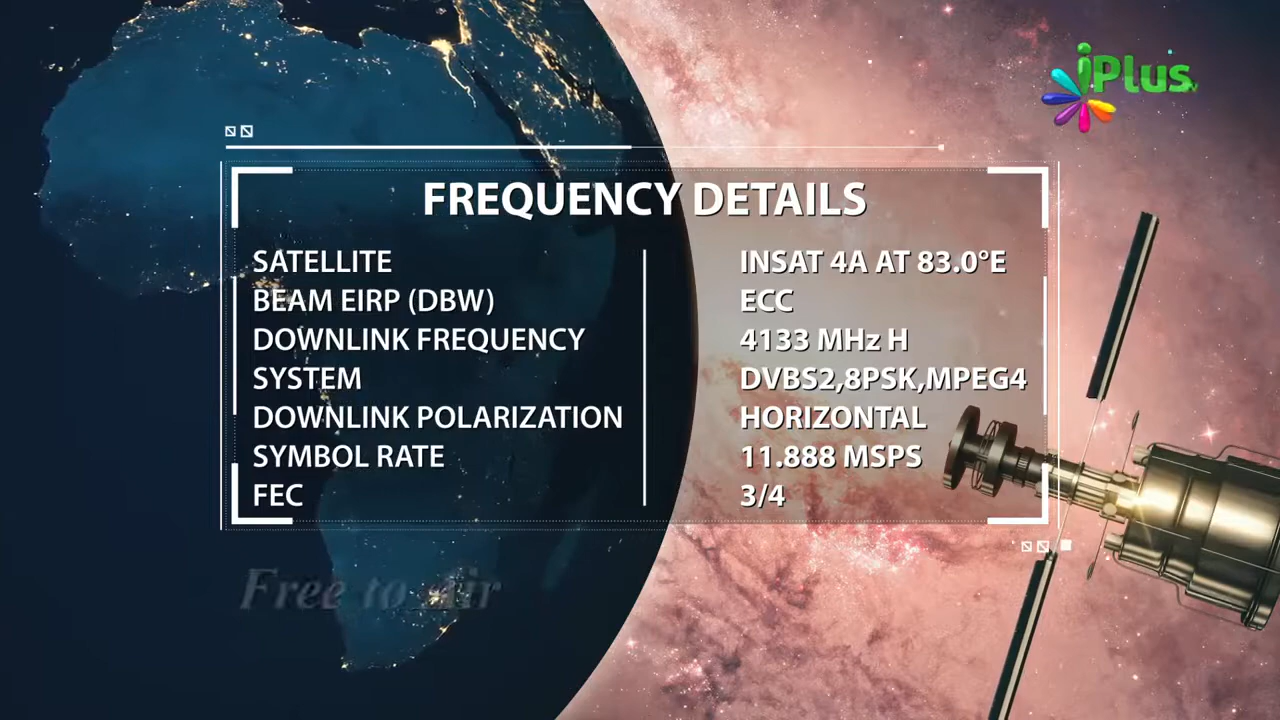 iPlus
FREQUENCY DETAILS
SATELLITE INSAT 4A AT 83.0°E
BEAM EIRP (DBW) ECC
DOWNLINK FREQUENCY 4133 MHz H
SYSTEM DVBS2,8PSK,MPEG4
DOWNLINK POLARIZATION HORIZONTAL
SYMBOL RATE 11.888 MSPS
FEC 3/4
Free to Air